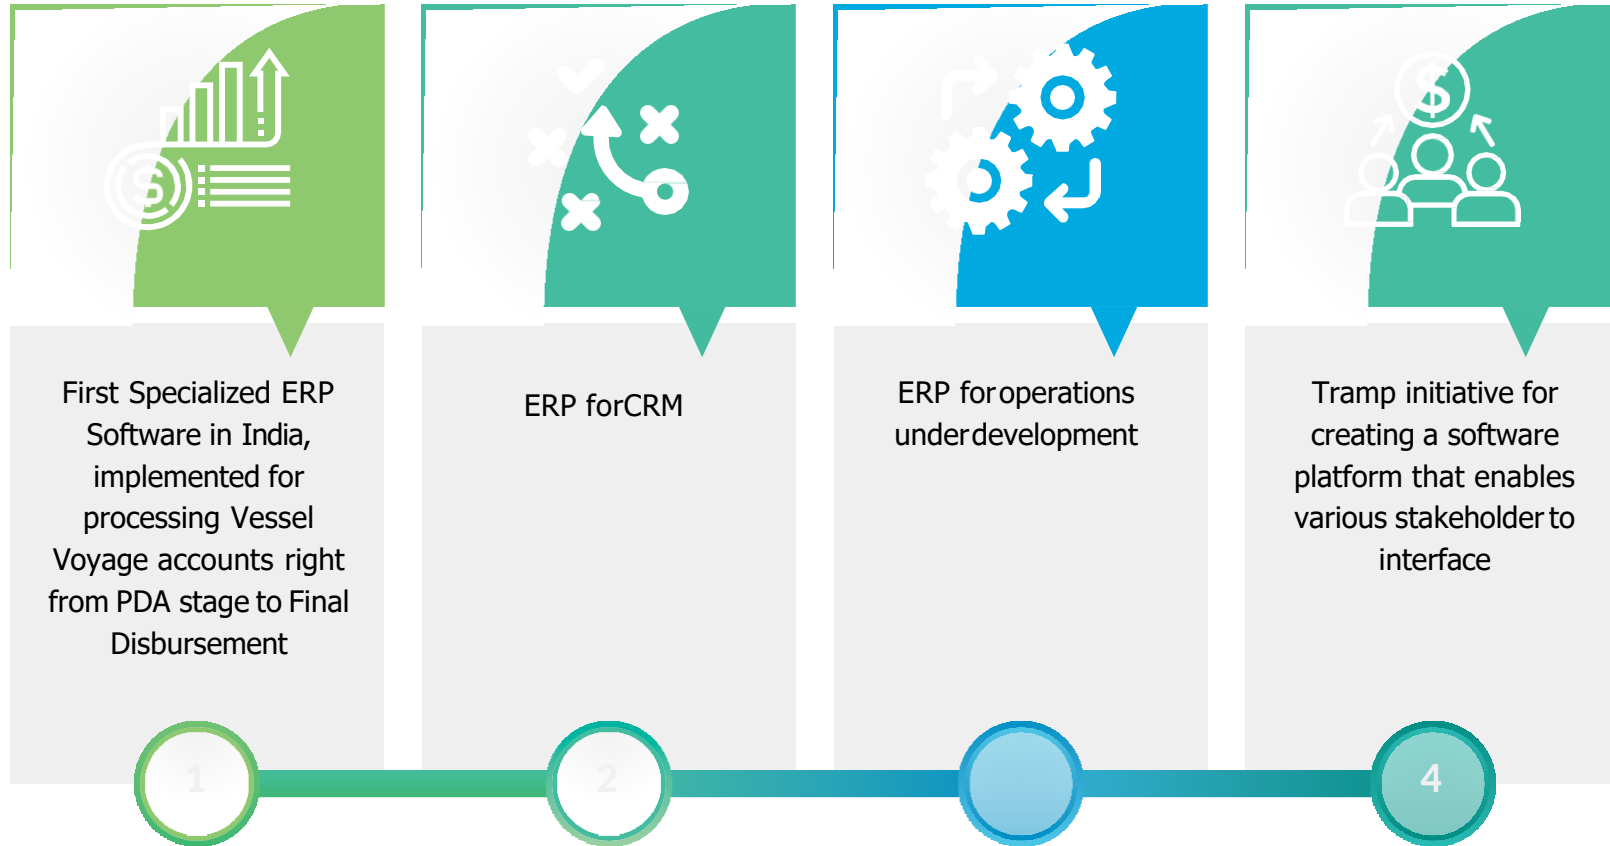 First Specialized ERP
Software in India,
implemented for
processing Vessel
Voyage accounts right
from PDA stage to Final
Disbursement
ERP forCRM
ERP for operations
under development
Tramp initiative for
creating a software
platform that enables
various stakeholder to
interface
$
$
1
2
4